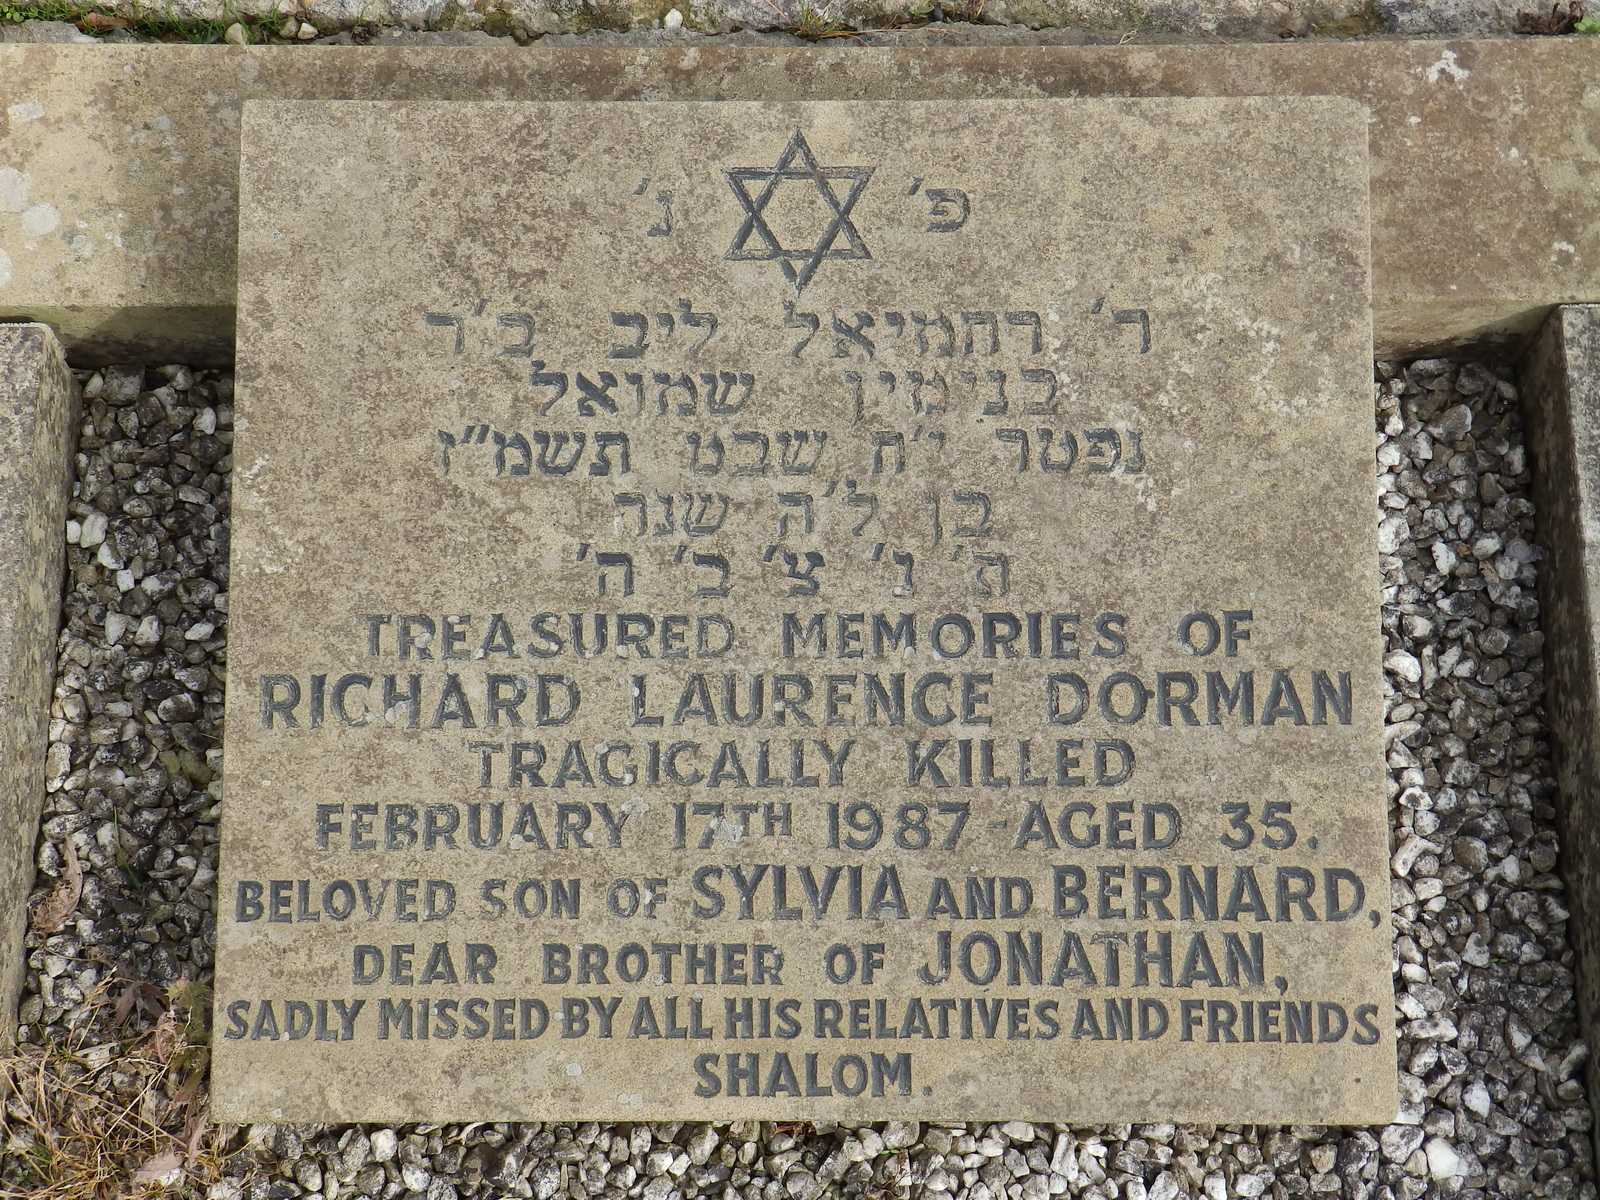 פ׳ נ׳
ר׳ רחמיאל ליב ב׳ר
בנימין שמואל
נפטר י׳ח שבט תשמ״ז
בן ל׳ה שנה
ת׳ נ׳ צ׳ ב׳ ה׳
TREASURED MEMORIES OF
RICHARD LAURENCE DORMAN
TRAGICALLY KILLED
FEBRUARY 17TH 1987 - AGED 35.
BELOVED SON OF SYLVIA AND BERNARD,
DEAR BROTHER OF JONATHAN,
SADLY MISSED BY ALL HIS RELATIVES AND FRIENDS
SHALOM.